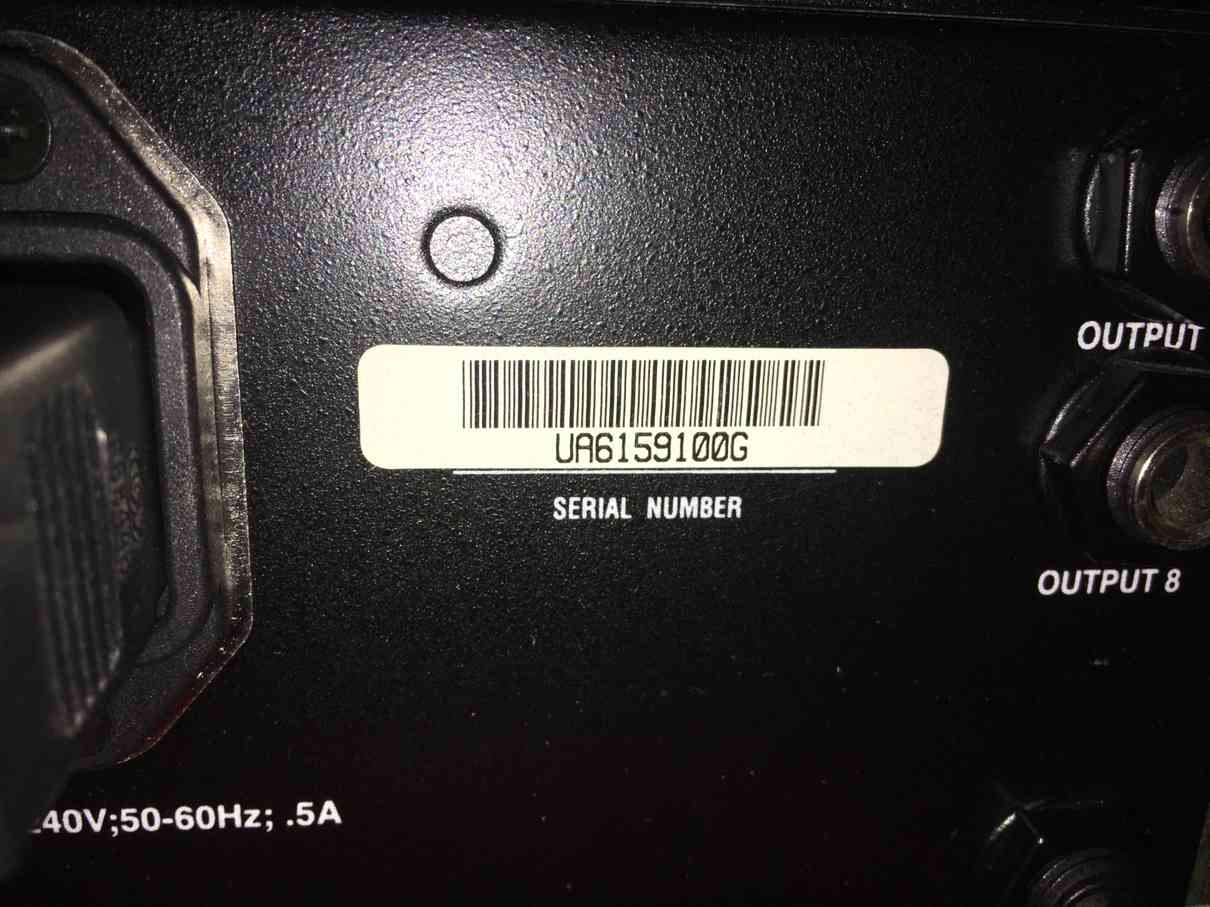 OUTPUT
UA6159100G
SERIAL NUMBER
OUTPUT 8
40V;50-60Hz; .5A